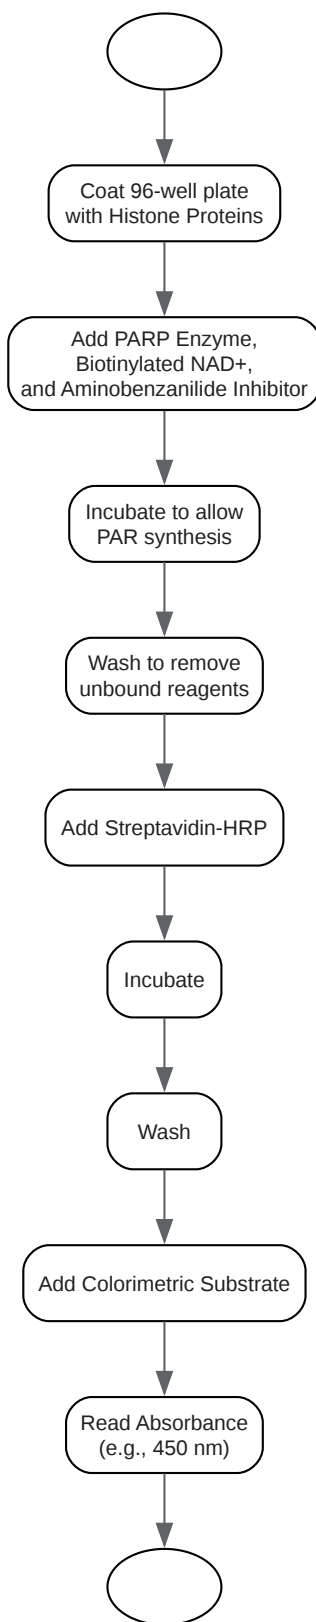 Coat 96-well plate
with Histone Proteins
Add PARP Enzyme,
Biotinylated NAD+,
and Aminobenzanilide Inhibitor
Incubate to allow
PAR synthesis
Wash to remove
unbound reagents
Add Streptavidin-HRP
Incubate
Wash
Add Colorimetric Substrate
Read Absorbance
(e.g., 450 nm)